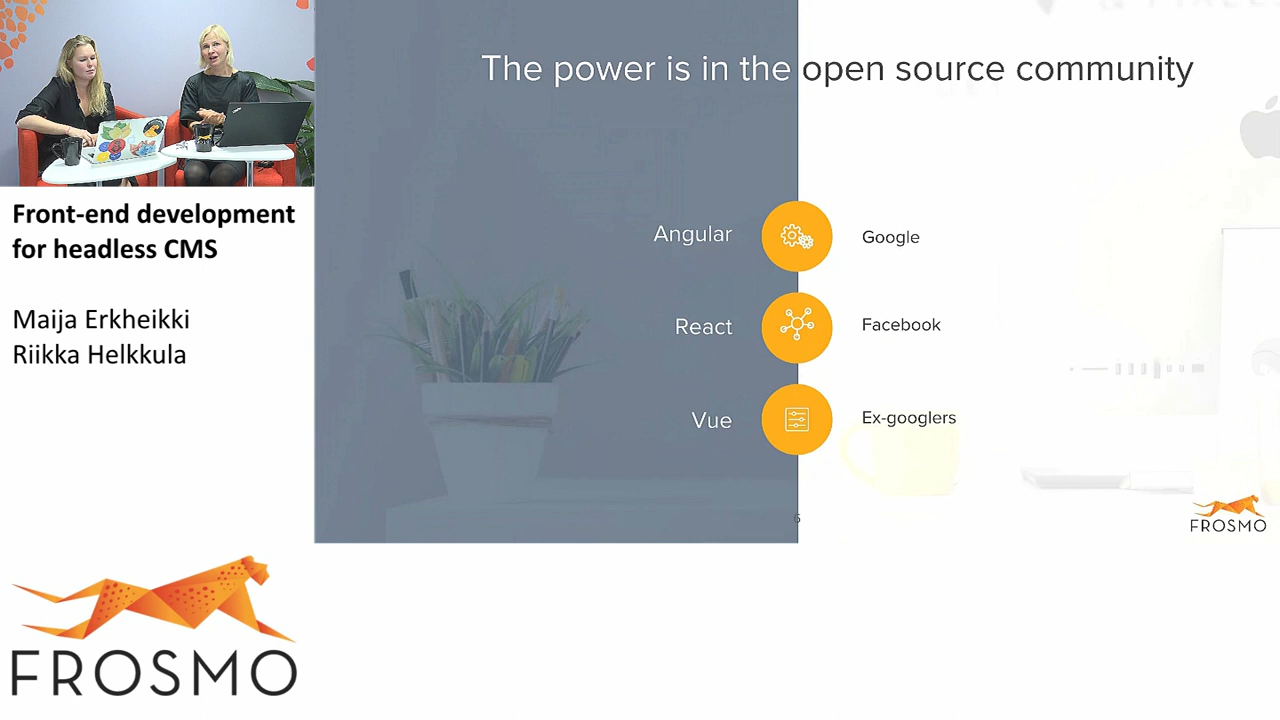 The power is in the open source community
Angular
Google
React
Facebook
Vue
Ex-googlers
6
FROSMO
Front-end development
for headless CMS
Maija Erkheikki
Riikka Helkkula
FROSMO